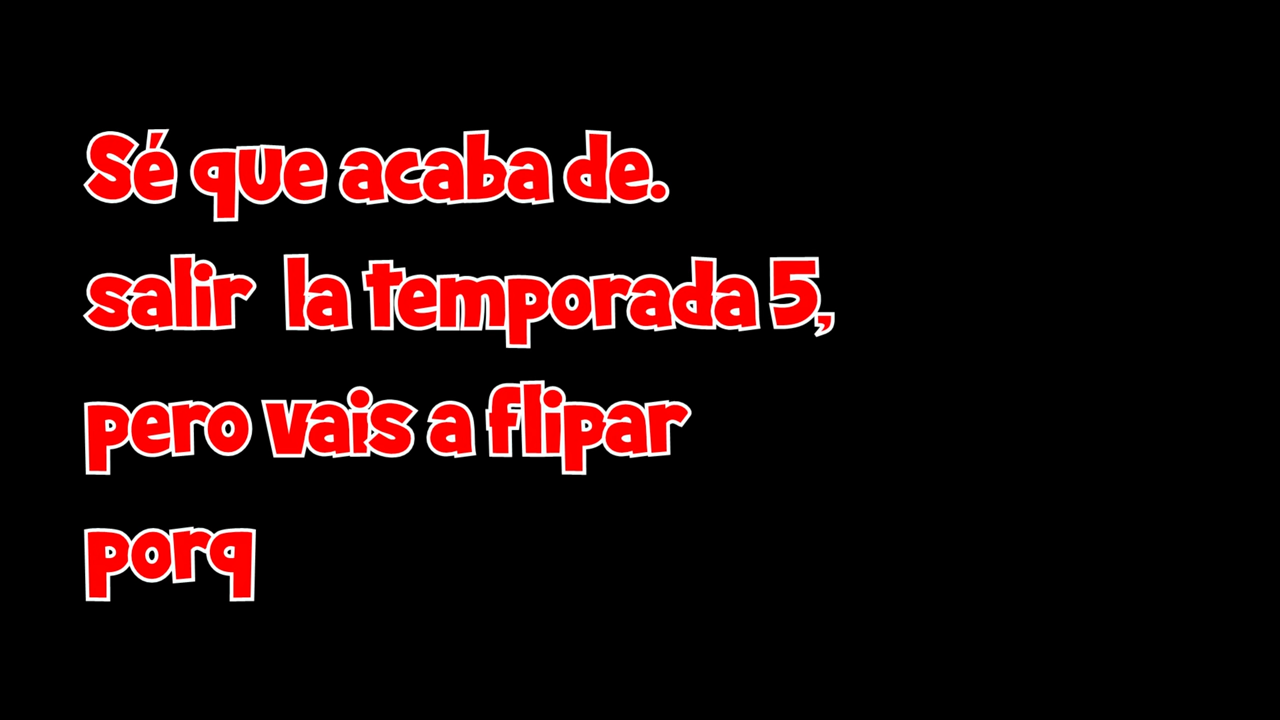 Sé que acaba de.
salir  la temporada 5,
pero vais a flipar
porq